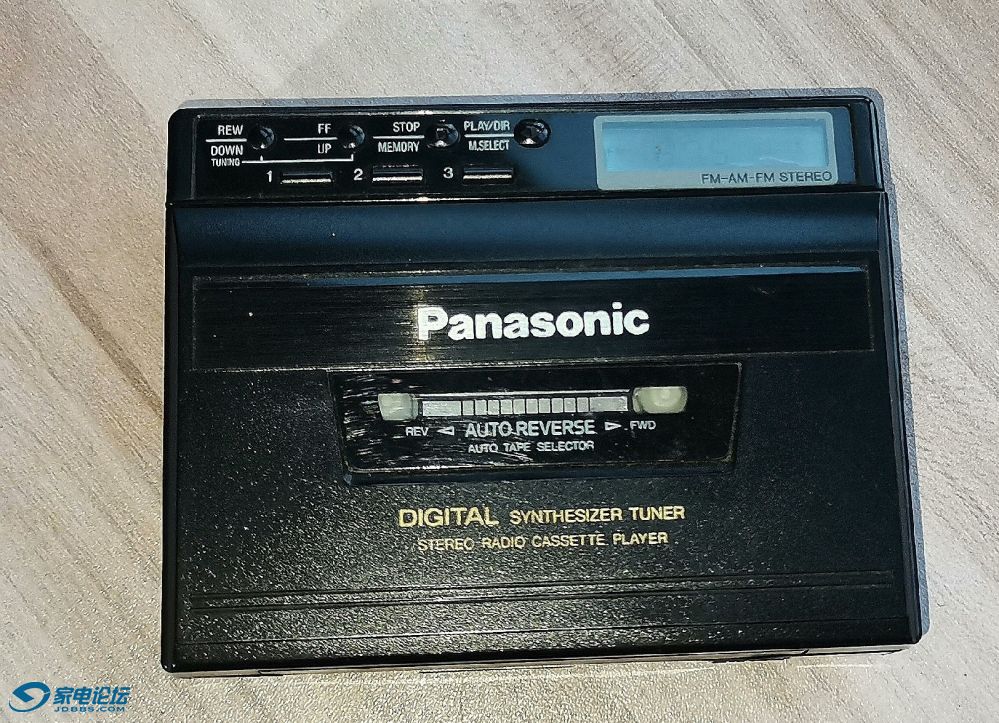 REW FF STOP PLAY/DIR
DOWN UP MEMORY M.SELECT
TUNING
1 2 3
FM-AM-FM STEREO
Panasonic
REV ◅ AUTO REVERSE ▻ FWD
AUTO TAPE SELECTOR
DIGITAL SYNTHESIZER TUNER
STEREO RADIO CASSETTE PLAYER
家电论坛
JDBBS.COM